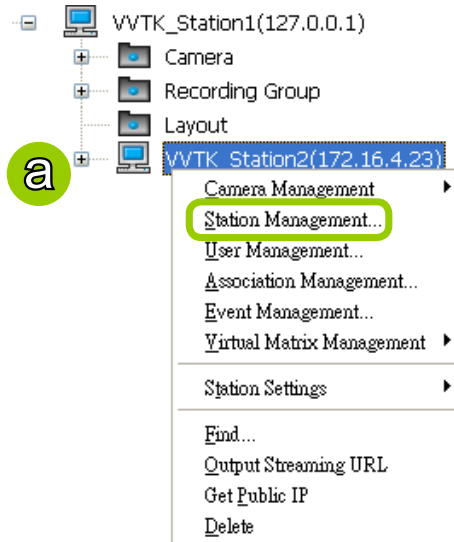 VVTK_Station1(127.0.0.1)
Camera
Recording Group
Layout
a VVTK_Station2(172.16.4.23)
Camera Management
Station Management...
User Management...
Association Management...
Event Management...
Virtual Matrix Management
Station Settings
Find...
Output Streaming URL
Get Public IP
Delete